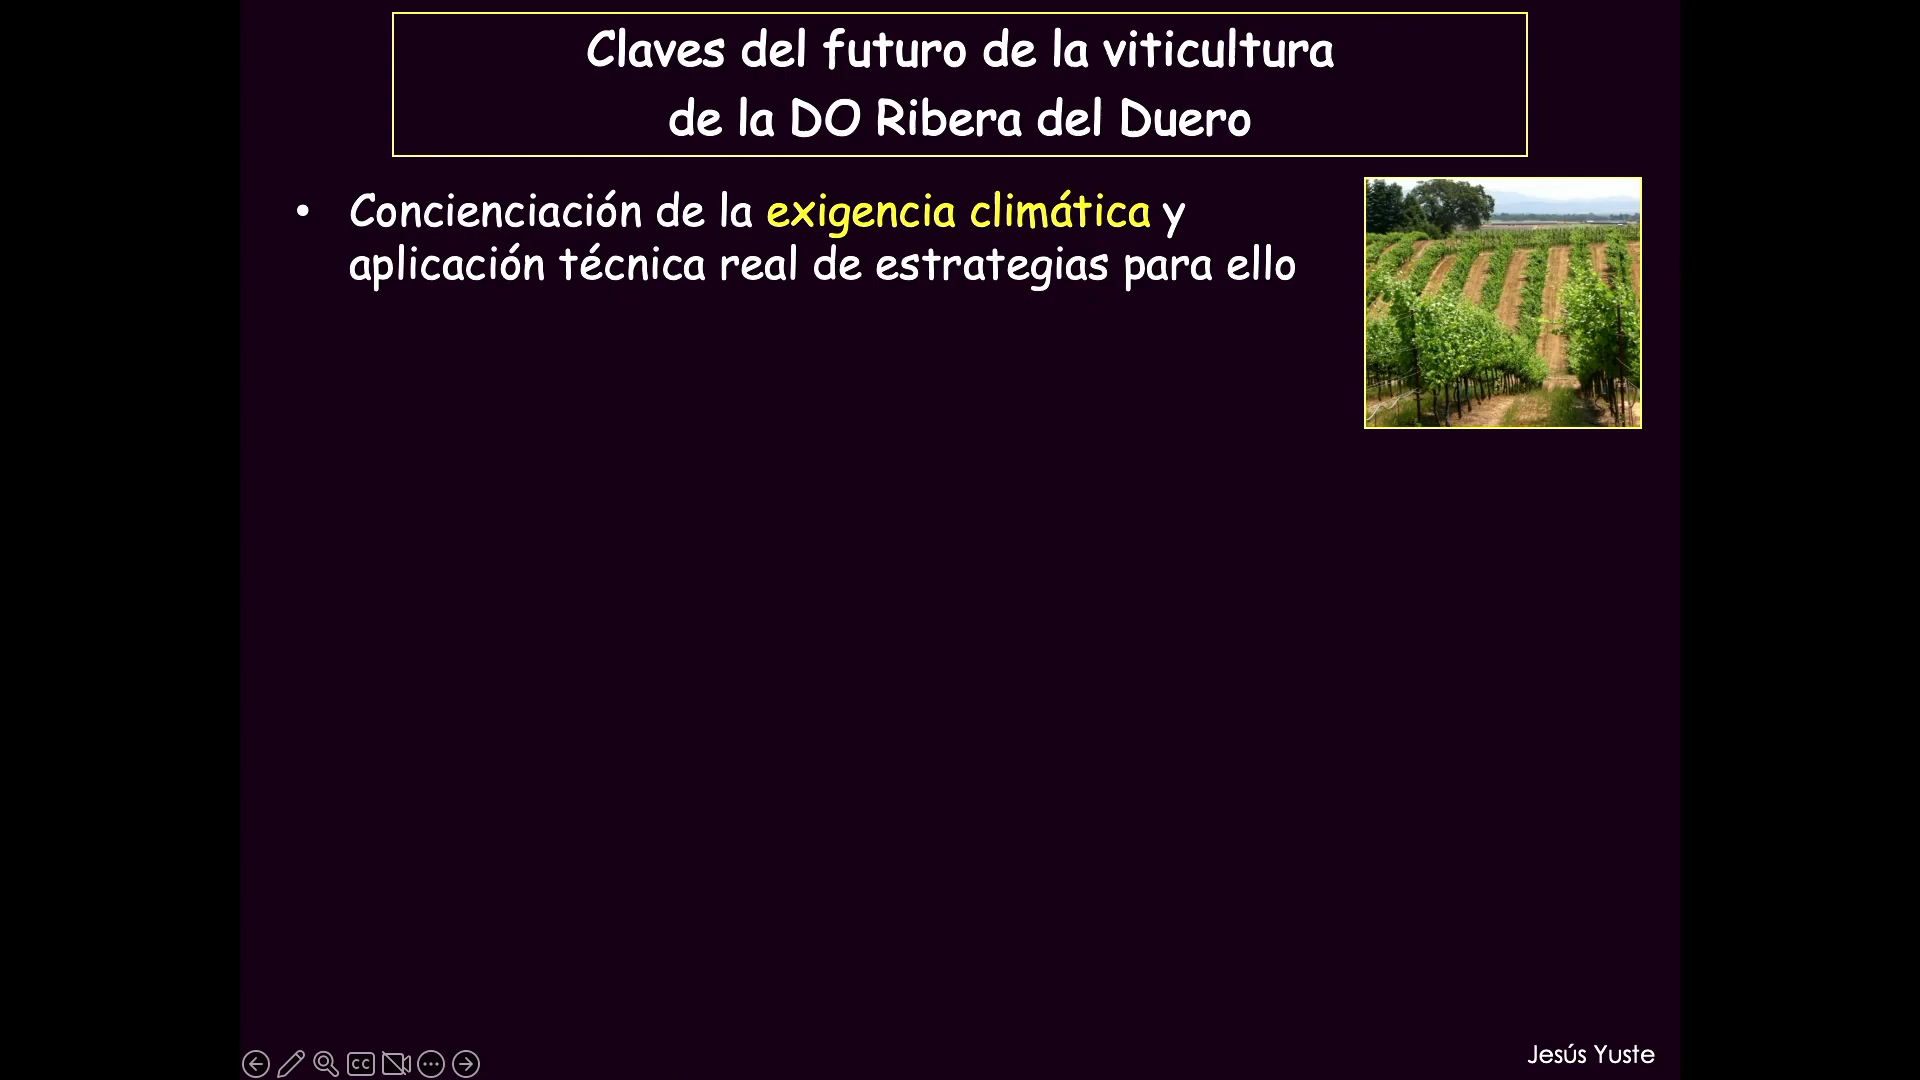 Claves del futuro de la viticultura
de la DO Ribera del Duero
• Concienciación de la exigencia climática y
aplicación técnica real de estrategias para ello
CC
Jesús Yuste